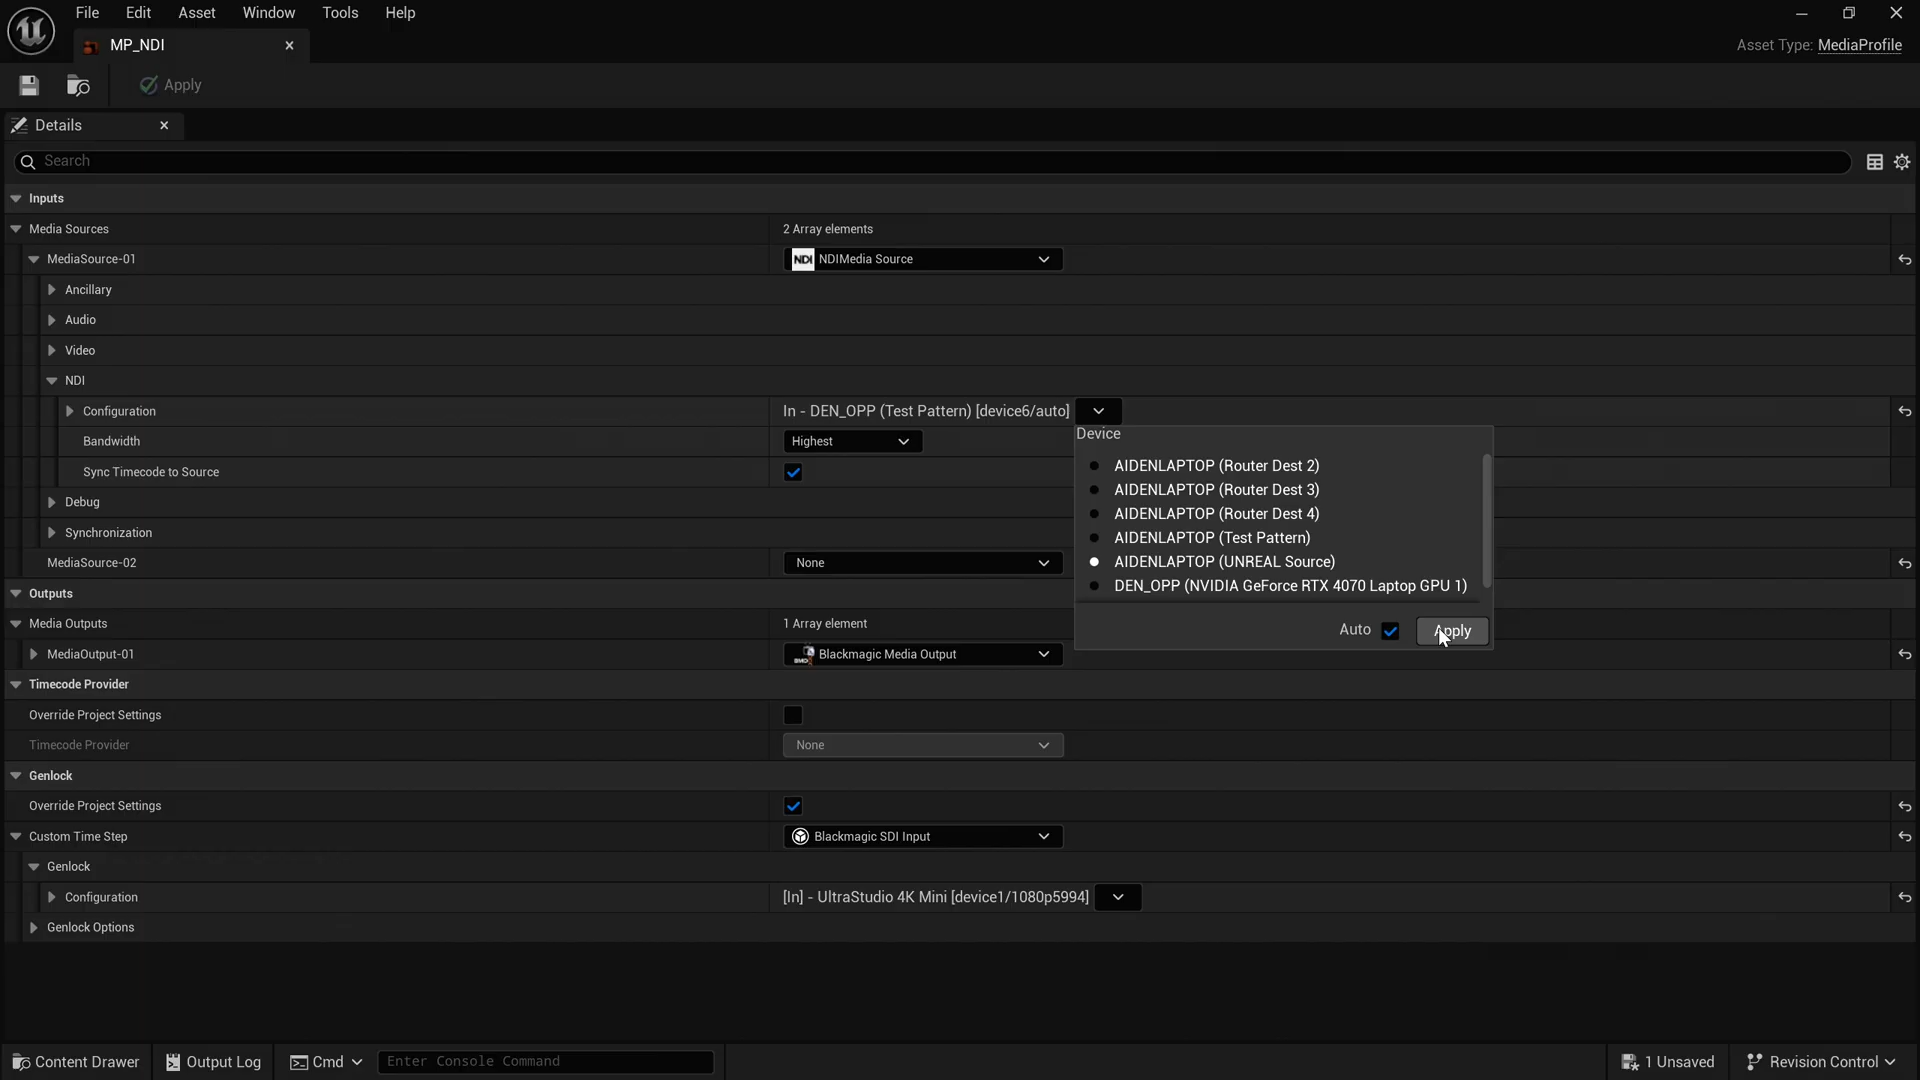 File Edit Asset Window Tools Help
MP_NDI
Asset Type: MediaProfile
Apply
Details
Search
Inputs
Media Sources 2 Array elements
MediaSource-01 NDI NDIMedia Source
Ancillary
Audio
Video
NDI
Configuration In - DEN_OPP (Test Pattern) [device6/auto]
Bandwidth Highest
Sync Timecode to Source
Debug
Synchronization
MediaSource-02 None
Device
AIDENLAPTOP (Router Dest 2)
AIDENLAPTOP (Router Dest 3)
AIDENLAPTOP (Router Dest 4)
AIDENLAPTOP (Test Pattern)
AIDENLAPTOP (UNREAL Source)
DEN_OPP (NVIDIA GeForce RTX 4070 Laptop GPU 1)
Auto Apply
Outputs
Media Outputs 1 Array element
MediaOutput-01 Blackmagic Media Output
Timecode Provider
Override Project Settings
Timecode Provider None
Genlock
Override Project Settings
Custom Time Step Blackmagic SDI Input
Genlock
Configuration [In] - UltraStudio 4K Mini [device1/1080p5994]
Genlock Options
Content Drawer Output Log Cmd Enter Console Command 1 Unsaved Revision Control